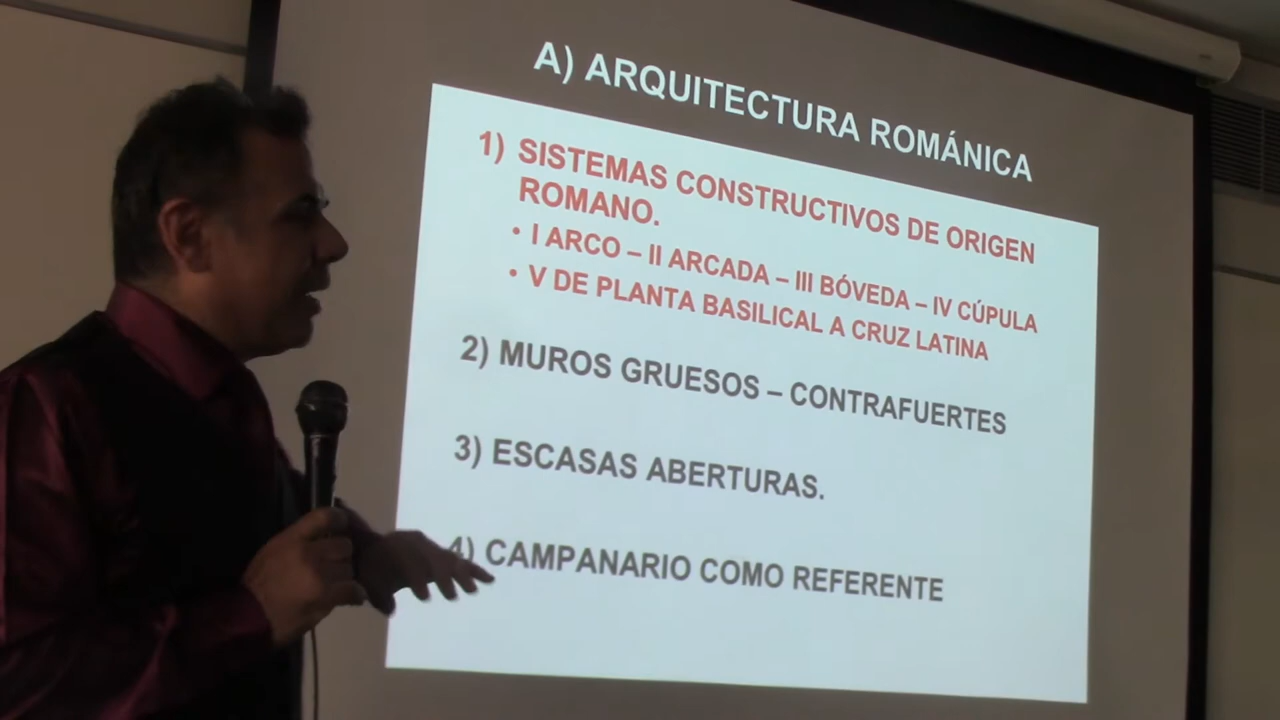 A) ARQUITECTURA ROMÁNICA
1) SISTEMAS CONSTRUCTIVOS DE ORIGEN
ROMANO.
• I ARCO – II ARCADA – III BÓVEDA – IV CÚPULA
• V DE PLANTA BASILICAL A CRUZ LATINA
2) MUROS GRUESOS – CONTRAFUERTES
3) ESCASAS ABERTURAS.
4) CAMPANARIO COMO REFERENTE